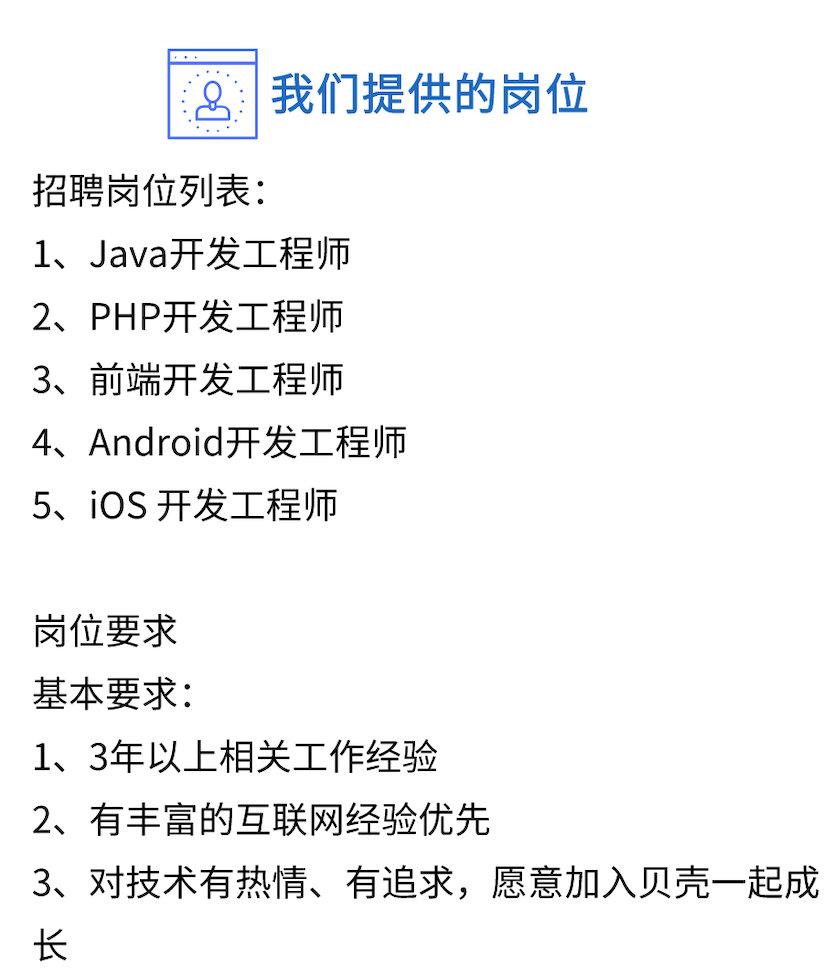 我们提供的岗位
招聘岗位列表：
1、Java开发工程师
2、PHP开发工程师
3、前端开发工程师
4、Android开发工程师
5、iOS 开发工程师
岗位要求
基本要求：
1、3年以上相关工作经验
2、有丰富的互联网经验优先
3、对技术有热情、有追求，愿意加入贝壳一起成
长